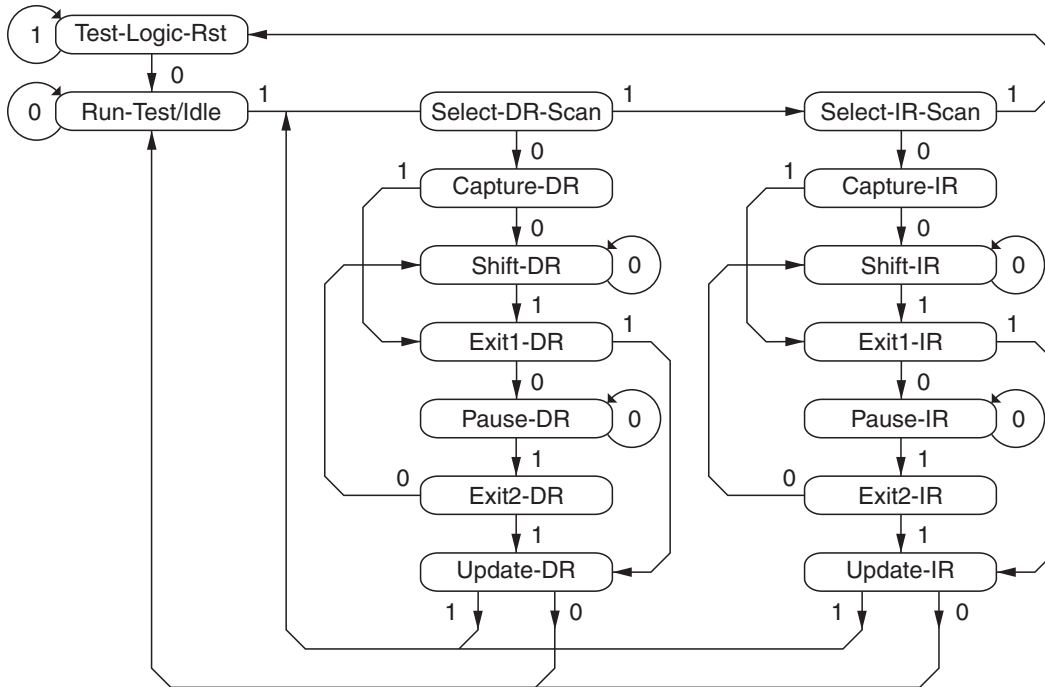 1 Test-Logic-Rst
0
0 Run-Test/Idle 1 Select-DR-Scan 1 Select-IR-Scan 1
0 0
1 Capture-DR 1 Capture-IR
0 0
Shift-DR 0 Shift-IR 0
1 1
Exit1-DR 1 Exit1-IR 1
0 0
Pause-DR 0 Pause-IR 0
1 1
0 Exit2-DR 0 Exit2-IR
1 1
Update-DR Update-IR
1 0 1 0